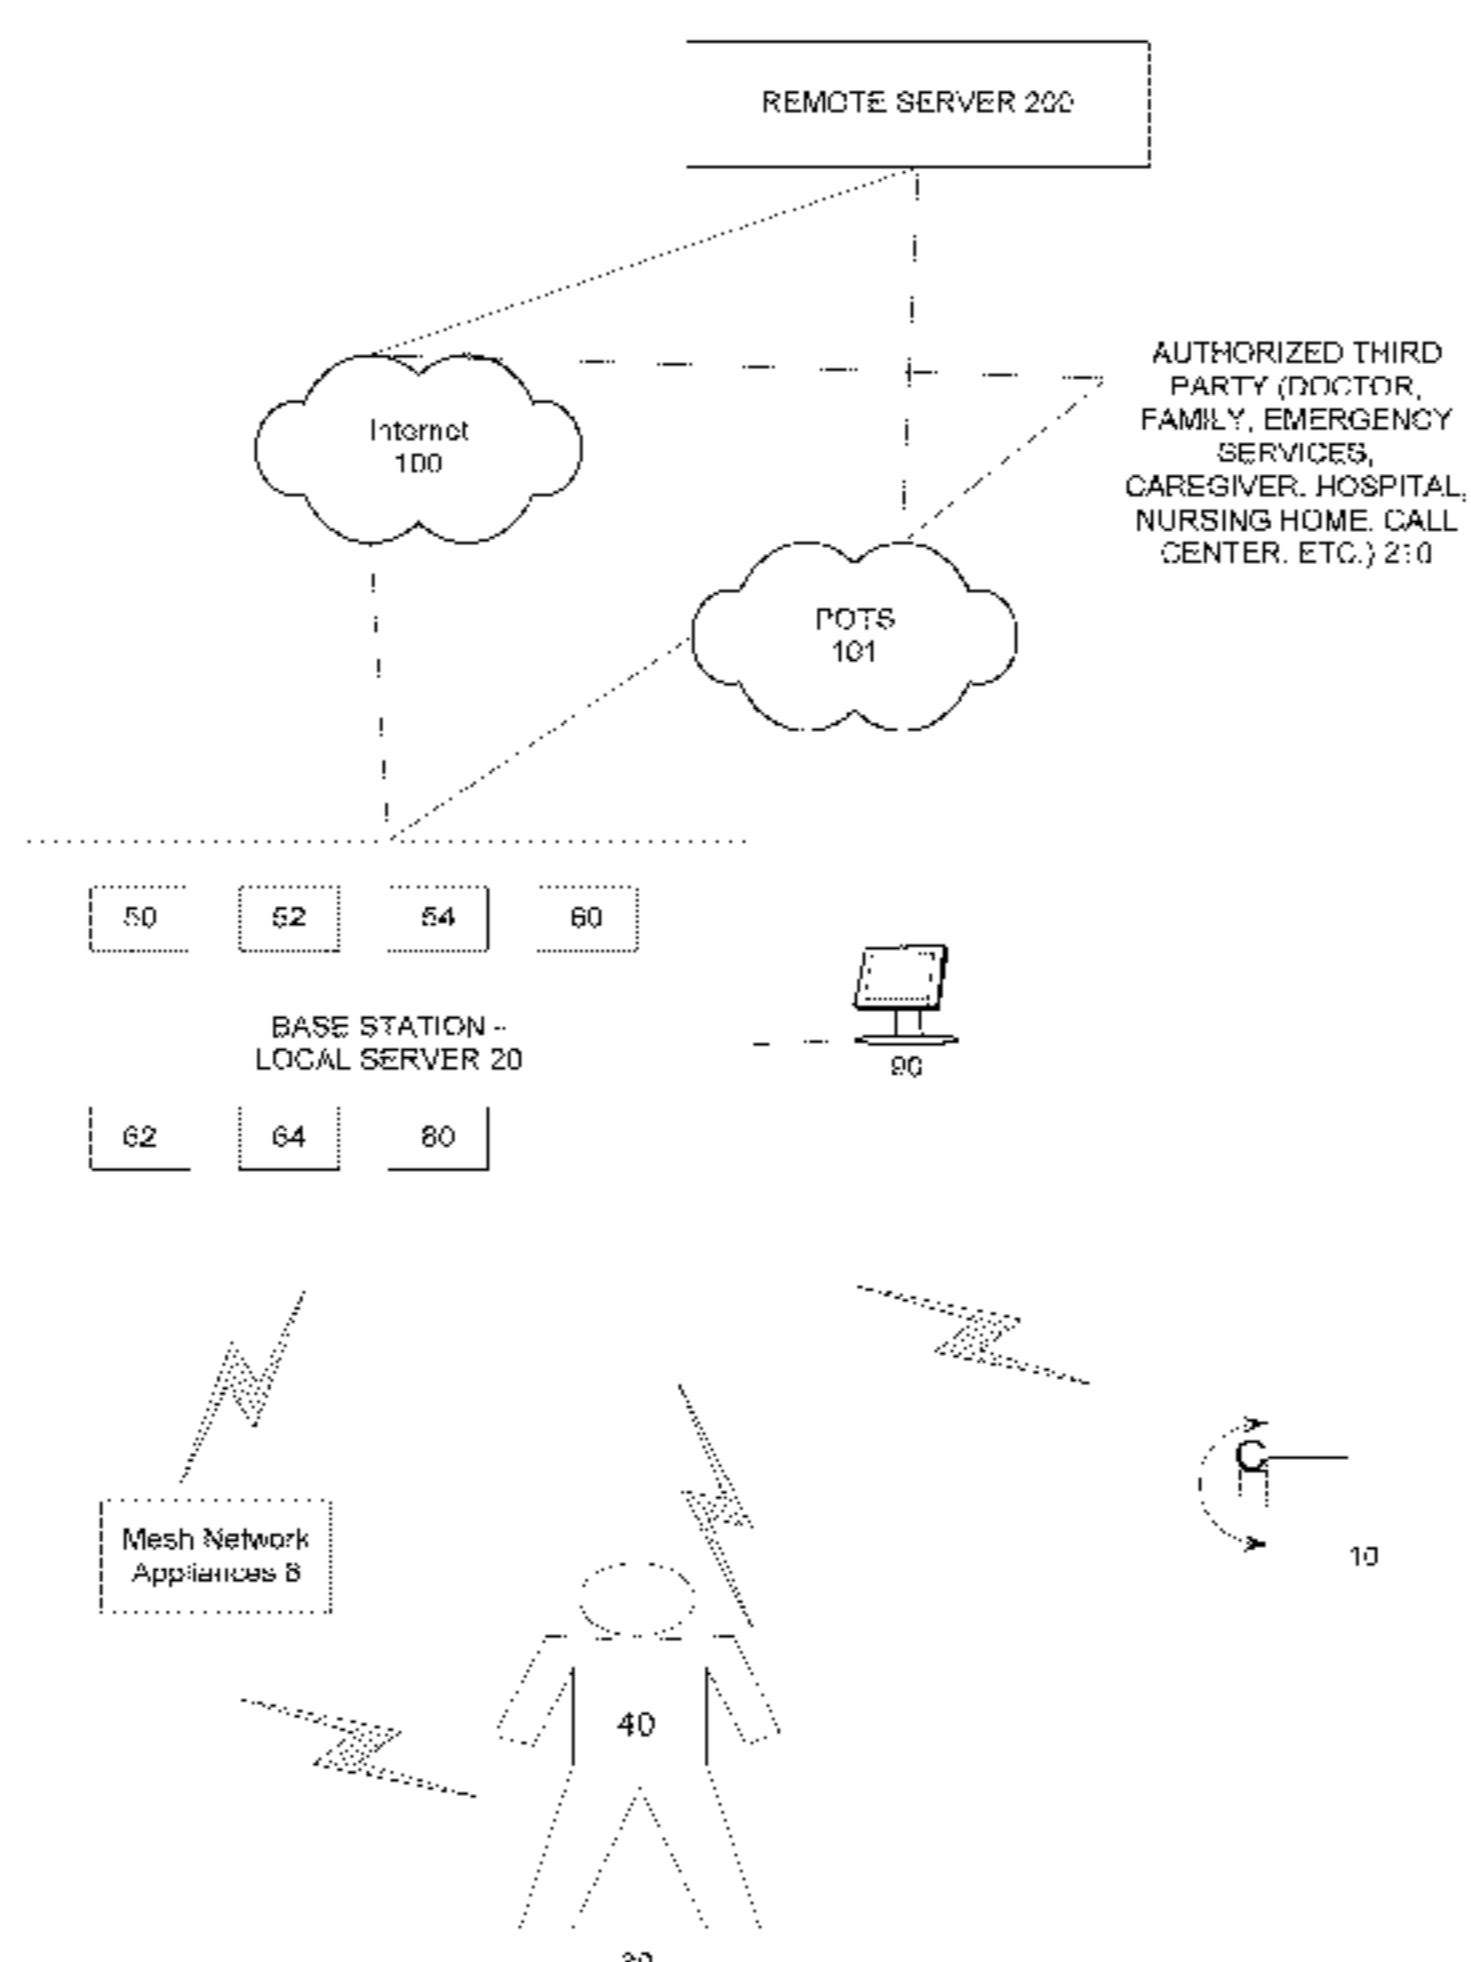 REMOTE SERVER 200
Internet
100
AUTHORIZED THIRD
PARTY (DOCTOR,
FAMILY, EMERGENCY
SERVICES,
CAREGIVER, HOSPITAL,
NURSING HOME, CALL
CENTER, ETC.) 210
POTS
101
50 52 54 60
BASE STATION -
LOCAL SERVER 20
90
62 64 80
10
Mesh Network
Appliances 8
40